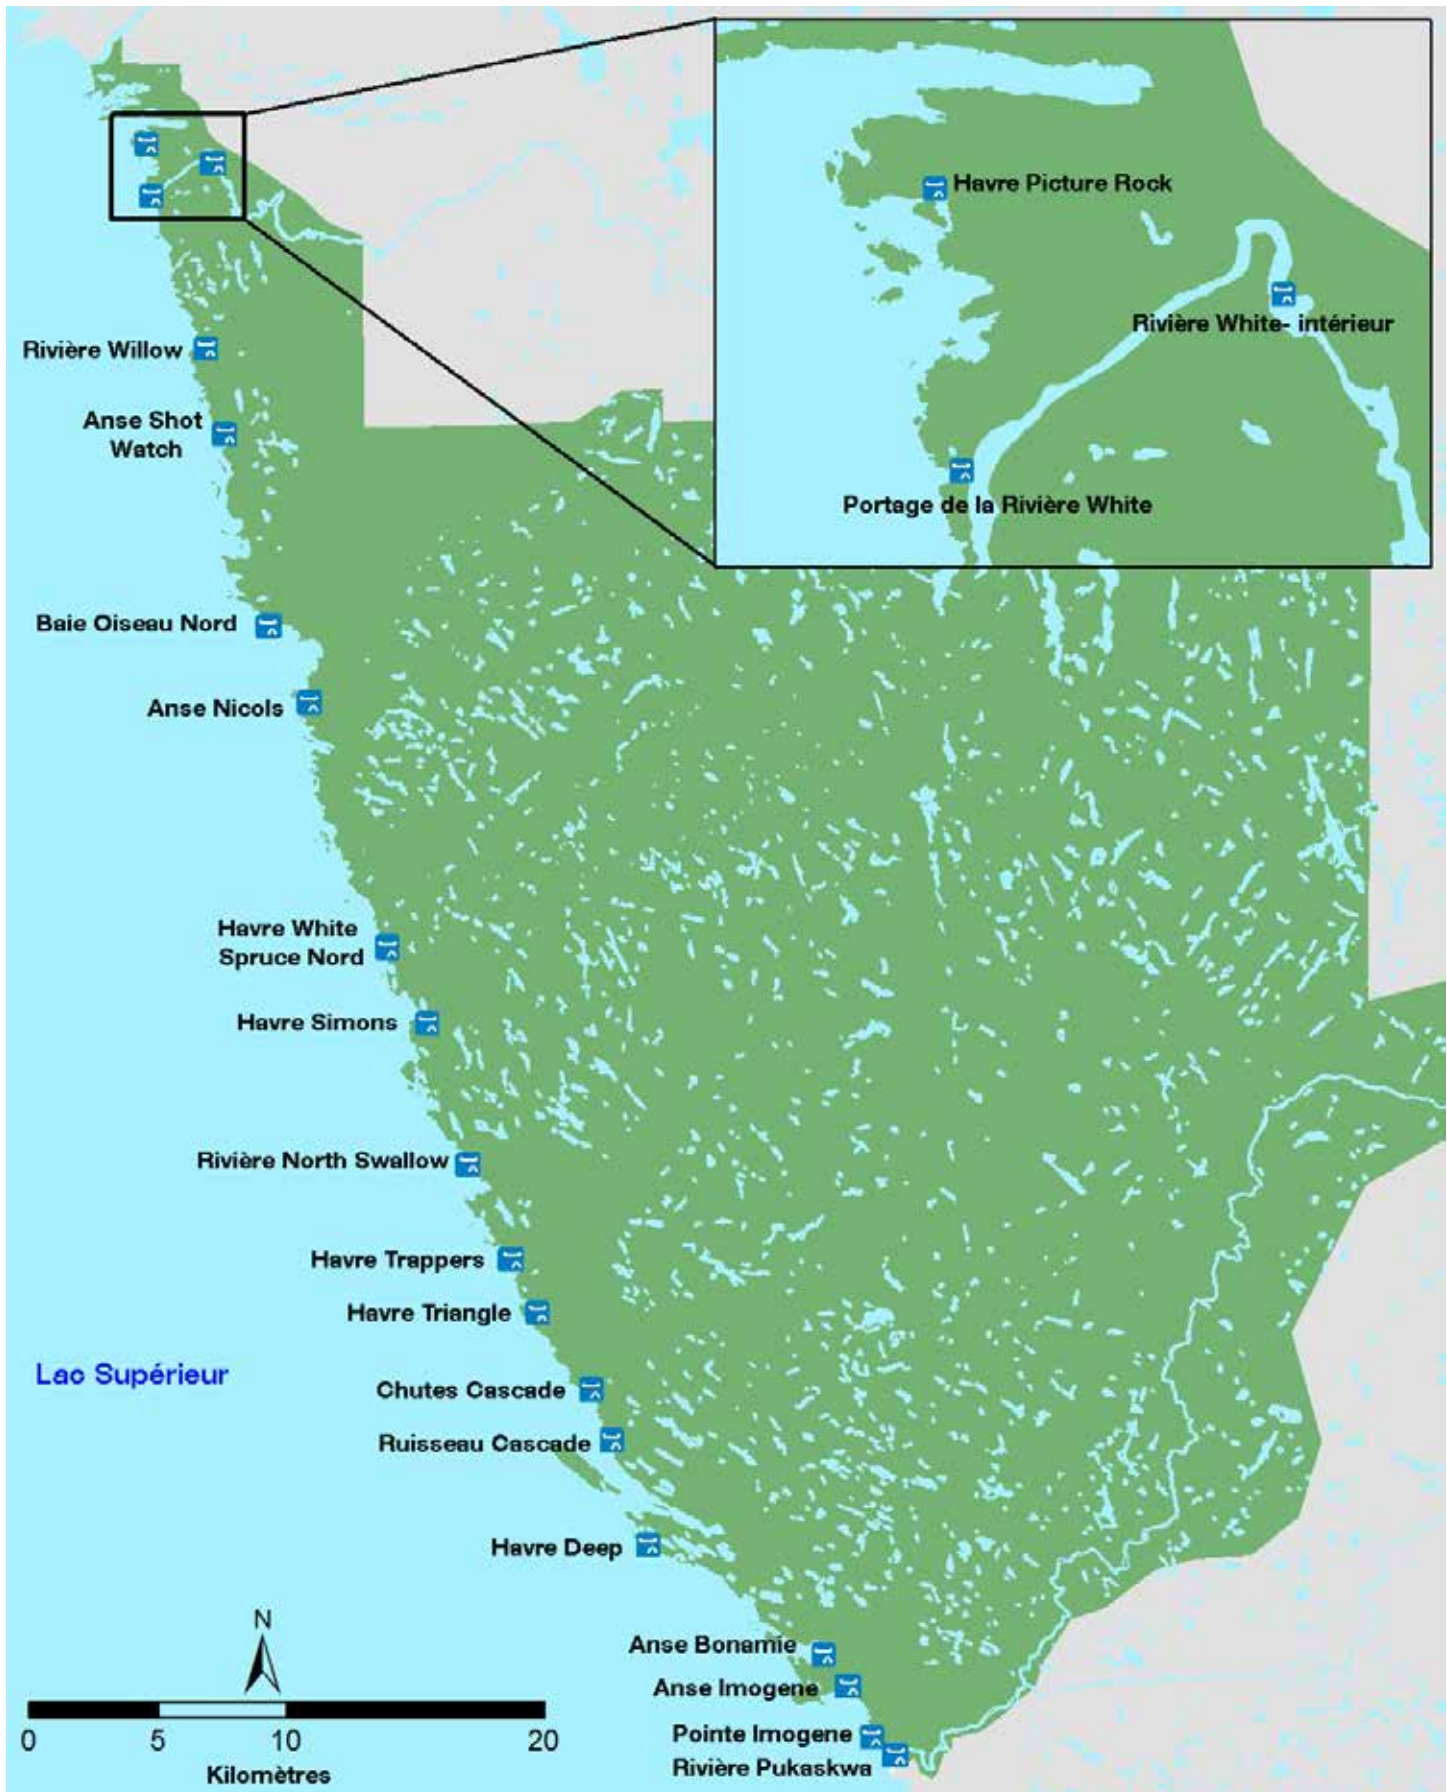 Havre Picture Rock
Rivière White- intérieur
Portage de la Rivière White
Rivière Willow
Anse Shot
Watch
Baie Oiseau Nord
Anse Nicols
Havre White
Spruce Nord
Havre Simons
Rivière North Swallow
Havre Trappers
Havre Triangle
Lac Supérieur
Chutes Cascade
Ruisseau Cascade
Havre Deep
N
Anse Bonamie
Anse Imogene
Pointe Imogene
Rivière Pukaskwa
0 5 10 20
Kilomètres